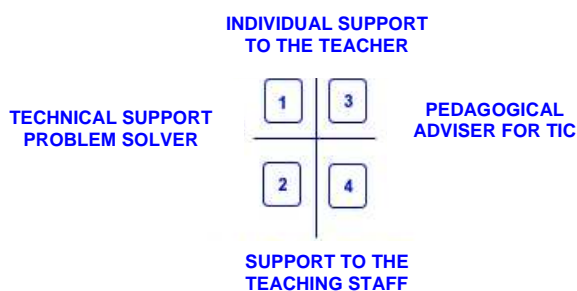 INDIVIDUAL SUPPORT
TO THE TEACHER
1
3
TECHNICAL SUPPORT
PROBLEM SOLVER
PEDAGOGICAL
ADVISER FOR TIC
2
4
SUPPORT TO THE
TEACHING STAFF